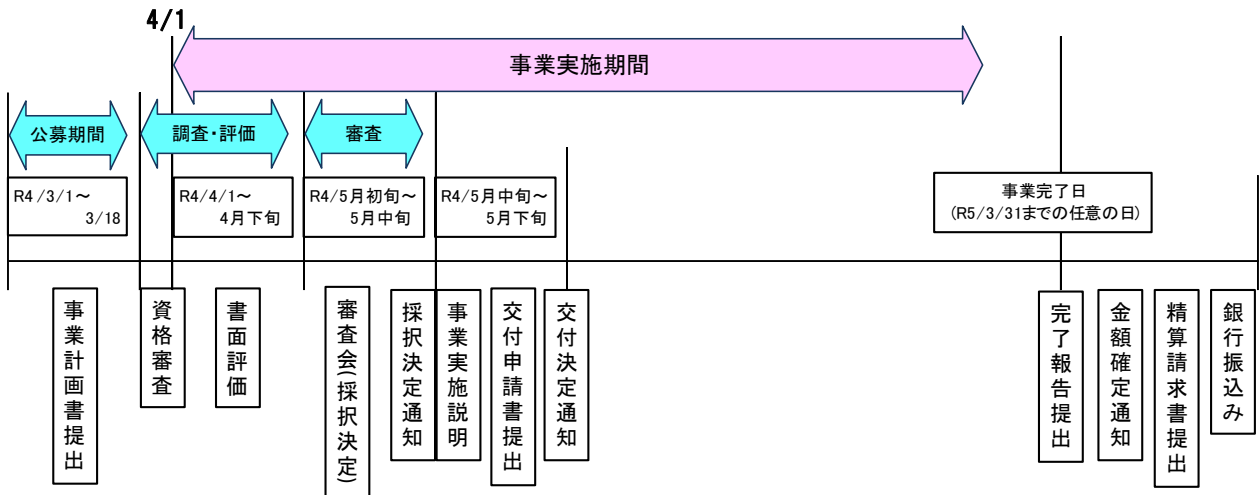 4/1
事業実施期間
公募期間
調査・評価
審査
R4/3/1～
3/18
R4/4/1～
4月下旬
R4/5月初旬～
5月中旬
R4/5月中旬～
5月下旬
事業完了日
(R5/3/31までの任意の日)
事業計画書提出
資格審査
書面評価
審査会(採択決定)
採択決定通知
事業実施説明
交付申請書提出
交付決定通知
完了報告提出
金額確定通知
精算請求書提出
銀行振込み